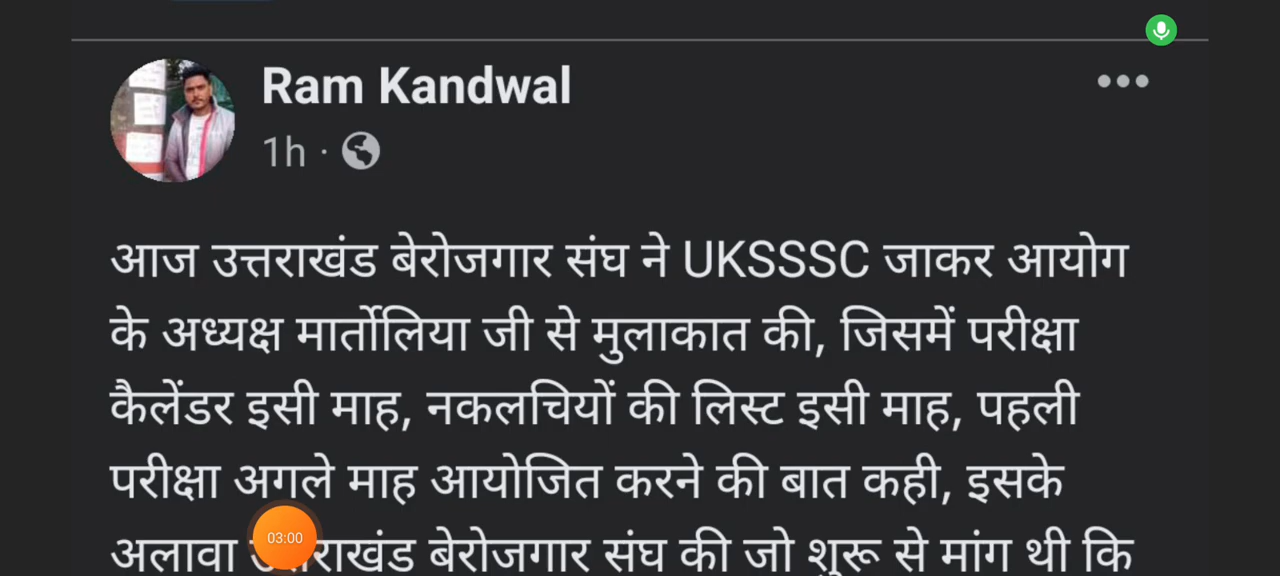 Ram Kandwal
1h ·
आज उत्तराखंड बेरोजगार संघ ने UKSSSC जाकर आयोग
के अध्यक्ष मार्तोलिया जी से मुलाकात की, जिसमें परीक्षा
कैलेंडर इसी माह, नकलचियों की लिस्ट इसी माह, पहली
परीक्षा अगले माह आयोजित करने की बात कही, इसके
अलावा बेरोजगार संघ की जो शुरू से मांग थी कि
03:00